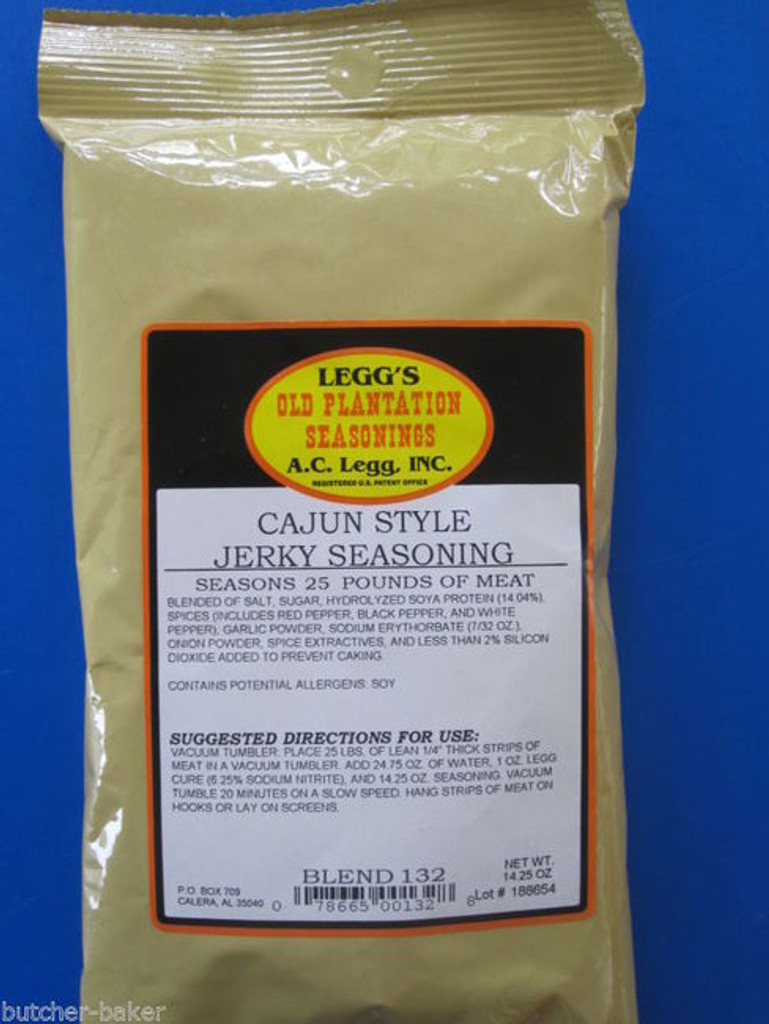 LEGG'S
OLD PLANTATION
SEASONINGS
A.C. Legg, INC.
REGISTERED U.S. PATENT OFFICE
CAJUN STYLE
JERKY SEASONING
SEASONS 25 POUNDS OF MEAT
BLENDED OF SALT, SUGAR, HYDROLYZED SOYA PROTEIN (14.04%),
SPICES (INCLUDES RED PEPPER, BLACK PEPPER, AND WHITE
PEPPER), GARLIC POWDER, SODIUM ERYTHORBATE (7/32 OZ.),
ONION POWDER, SPICE EXTRACTIVES, AND LESS THAN 2% SILICON
DIOXIDE ADDED TO PREVENT CAKING.
CONTAINS POTENTIAL ALLERGENS: SOY
SUGGESTED DIRECTIONS FOR USE:
VACUUM TUMBLER: PLACE 25 LBS. OF LEAN 1/4" THICK STRIPS OF
MEAT IN A VACUUM TUMBLER. ADD 24.75 OZ. OF WATER, 1 OZ. LEGG
CURE (6.25% SODIUM NITRITE), AND 14.25 OZ. SEASONING. VACUUM
TUMBLE 20 MINUTES ON A SLOW SPEED. HANG STRIPS OF MEAT ON
HOOKS OR LAY ON SCREENS.
BLEND 132
NET WT.
14.25 OZ
Lot # 188654
P.O. BOX 709
CALERA, AL 35040
0 78665 00132 8
butcher-baker